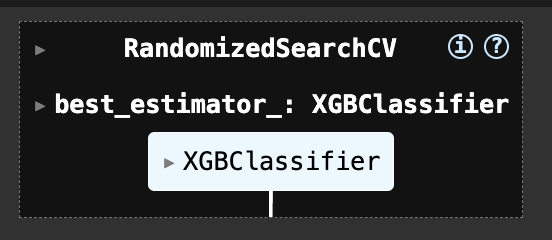 ▸ RandomizedSearchCV i ?
▸ best_estimator_: XGBClassifier
▸ XGBClassifier